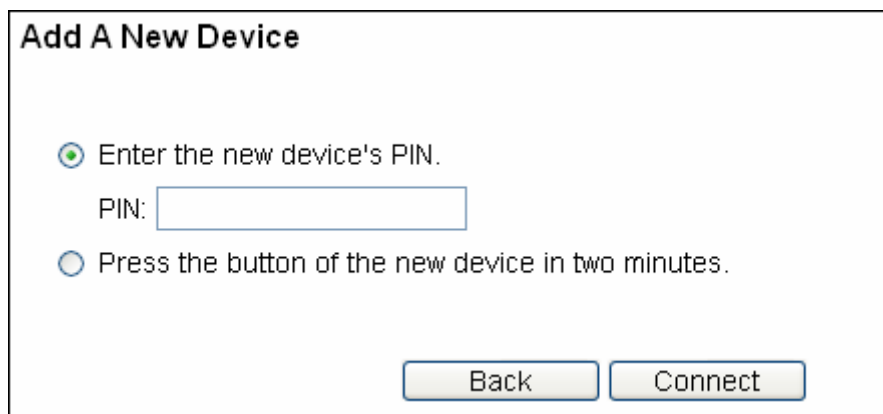 Add A New Device
Enter the new device's PIN.
PIN:
Press the button of the new device in two minutes.
Back Connect